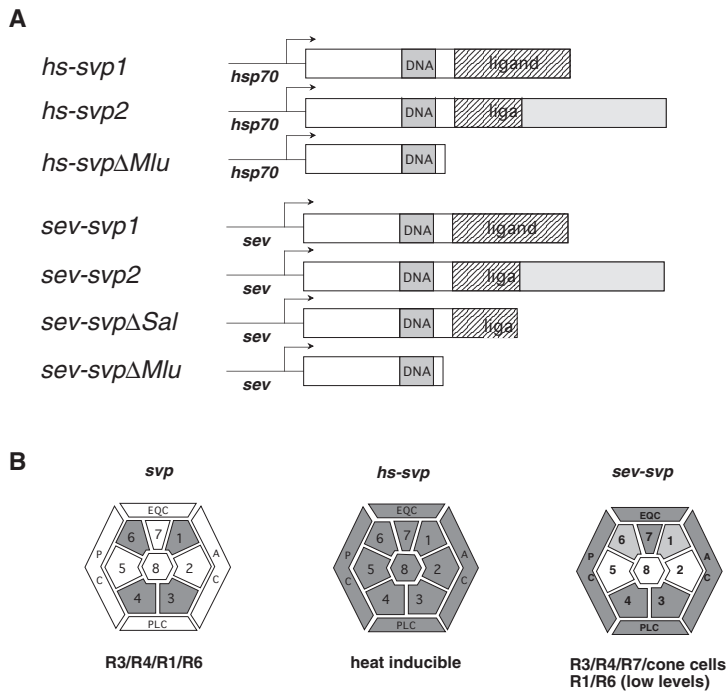 A
hs-svp1
hsp70
DNA
ligand
hs-svp2
hsp70
DNA
liga
hs-svpΔMlu
hsp70
DNA
sev-svp1
sev
DNA
ligand
sev-svp2
sev
DNA
liga
sev-svpΔSal
sev
DNA
liga
sev-svpΔMlu
sev
DNA
B
svp
EQC
6 7 1
P C
5 8 2
A C
4 3
PLC
R3/R4/R1/R6
hs-svp
EQC
6 7 1
P C
5 8 2
A C
4 3
PLC
heat inducible
sev-svp
EQC
6 7 1
P C
5 8 2
A C
4 3
PLC
R3/R4/R7/cone cells
R1/R6 (low levels)